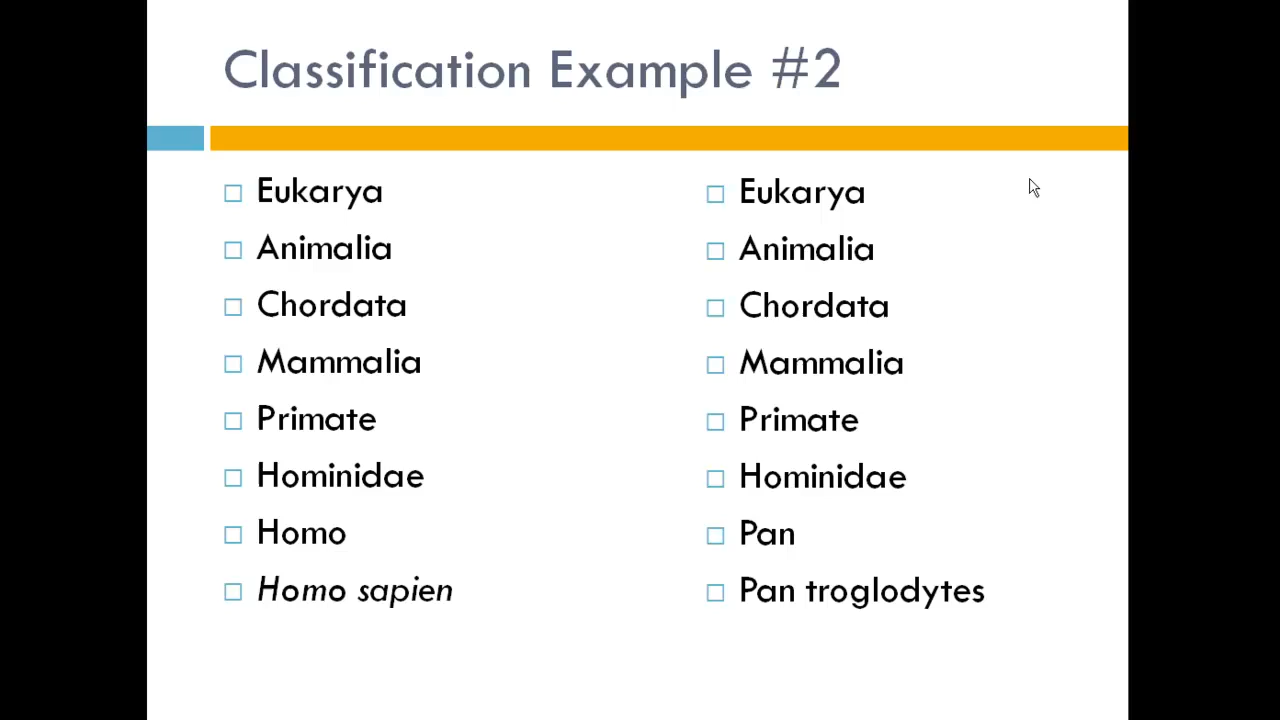 Classification Example #2
Eukarya
Animalia
Chordata
Mammalia
Primate
Hominidae
Homo
Homo sapien
Eukarya
Animalia
Chordata
Mammalia
Primate
Hominidae
Pan
Pan troglodytes